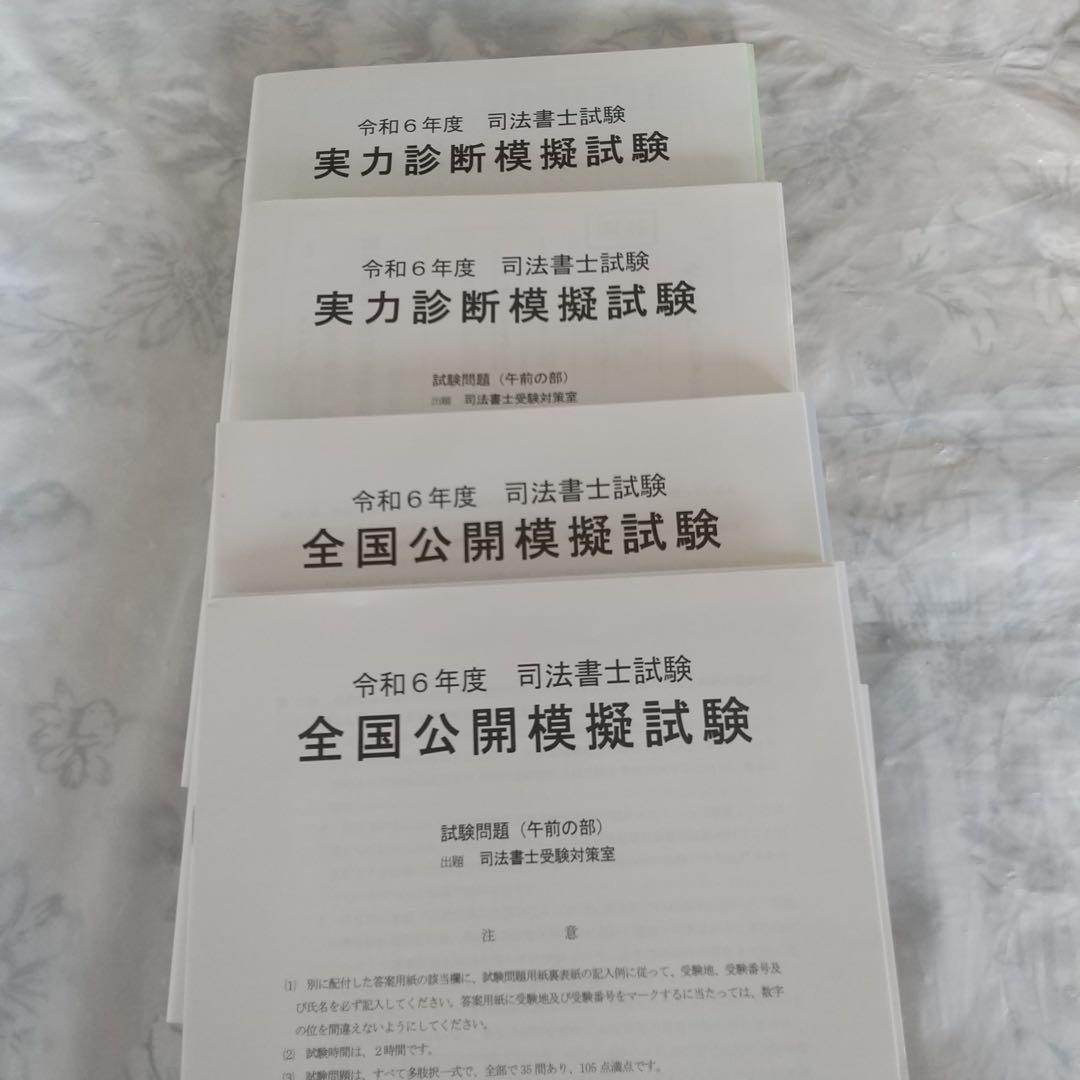 令和６年度　司法書士試験
実力診断模擬試験
令和６年度　司法書士試験
実力診断模擬試験
試験問題（午前の部）
出題　司法書士受験対策室
令和６年度　司法書士試験
全国公開模擬試験
令和６年度　司法書士試験
全国公開模擬試験
試験問題（午前の部）
出題　司法書士受験対策室
注　意
(1)　別に配付した答案用紙の該当欄に、試験問題用紙裏表紙の記入例に従って、受験地、受験番号及
び氏名を必ず記入してください。答案用紙に受験地及び受験番号をマークするに当たっては、数字
の位を間違えないようにしてください。
(2)　試験時間は、２時間です。
(3)　試験問題は、すべて多肢択一式で、全部で 35 問あり、105 点満点です。